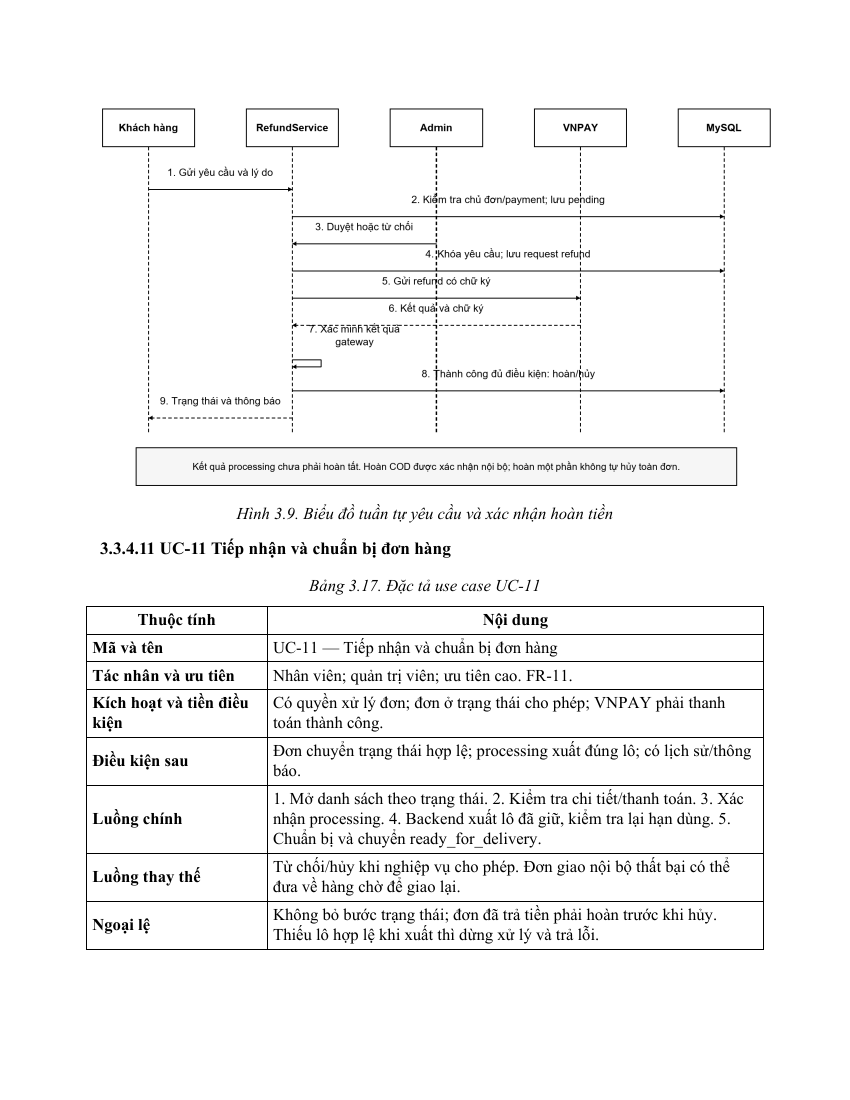 Khách hàng
RefundService
Admin
VNPAY
MySQL
1. Gửi yêu cầu và lý do
2. Kiểm tra chủ đơn/payment; lưu pending
3. Duyệt hoặc từ chối
4. Khóa yêu cầu; lưu request refund
5. Gửi refund có chữ ký
6. Kết quả và chữ ký
7. Xác minh kết quả
gateway
8. Thành công đủ điều kiện: hoàn/hủy
9. Trạng thái và thông báo
Kết quả processing chưa phải hoàn tất. Hoàn COD được xác nhận nội bộ; hoàn một phần không tự hủy toàn đơn.
Hình 3.9. Biểu đồ tuần tự yêu cầu và xác nhận hoàn tiền
3.3.4.11 UC-11 Tiếp nhận và chuẩn bị đơn hàng
Bảng 3.17. Đặc tả use case UC-11
Thuộc tính
Nội dung
Mã và tên
UC-11 — Tiếp nhận và chuẩn bị đơn hàng
Tác nhân và ưu tiên
Nhân viên; quản trị viên; ưu tiên cao. FR-11.
Kích hoạt và tiền điều
kiện
Có quyền xử lý đơn; đơn ở trạng thái cho phép; VNPAY phải thanh
toán thành công.
Điều kiện sau
Đơn chuyển trạng thái hợp lệ; processing xuất đúng lô; có lịch sử/thông
báo.
Luồng chính
1. Mở danh sách theo trạng thái. 2. Kiểm tra chi tiết/thanh toán. 3. Xác
nhận processing. 4. Backend xuất lô đã giữ, kiểm tra lại hạn dùng. 5.
Chuẩn bị và chuyển ready_for_delivery.
Luồng thay thế
Từ chối/hủy khi nghiệp vụ cho phép. Đơn giao nội bộ thất bại có thể
đưa về hàng chờ để giao lại.
Ngoại lệ
Không bỏ bước trạng thái; đơn đã trả tiền phải hoàn trước khi hủy.
Thiếu lô hợp lệ khi xuất thì dừng xử lý và trả lỗi.